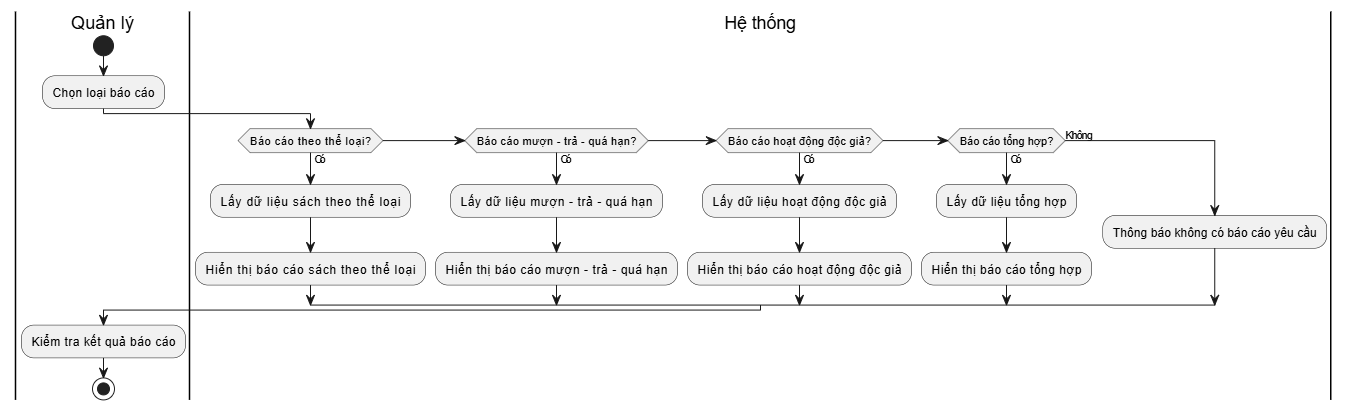 Quản lý
Hệ thống
Chọn loại báo cáo
Báo cáo theo thể loại?
Báo cáo mượn - trả - quá hạn?
Báo cáo hoạt động độc giả?
Báo cáo tổng hợp?
Không
Có
Có
Có
Có
Lấy dữ liệu sách theo thể loại
Lấy dữ liệu mượn - trả - quá hạn
Lấy dữ liệu hoạt động độc giả
Lấy dữ liệu tổng hợp
Thông báo không có báo cáo yêu cầu
Hiển thị báo cáo sách theo thể loại
Hiển thị báo cáo mượn - trả - quá hạn
Hiển thị báo cáo hoạt động độc giả
Hiển thị báo cáo tổng hợp
Kiểm tra kết quả báo cáo